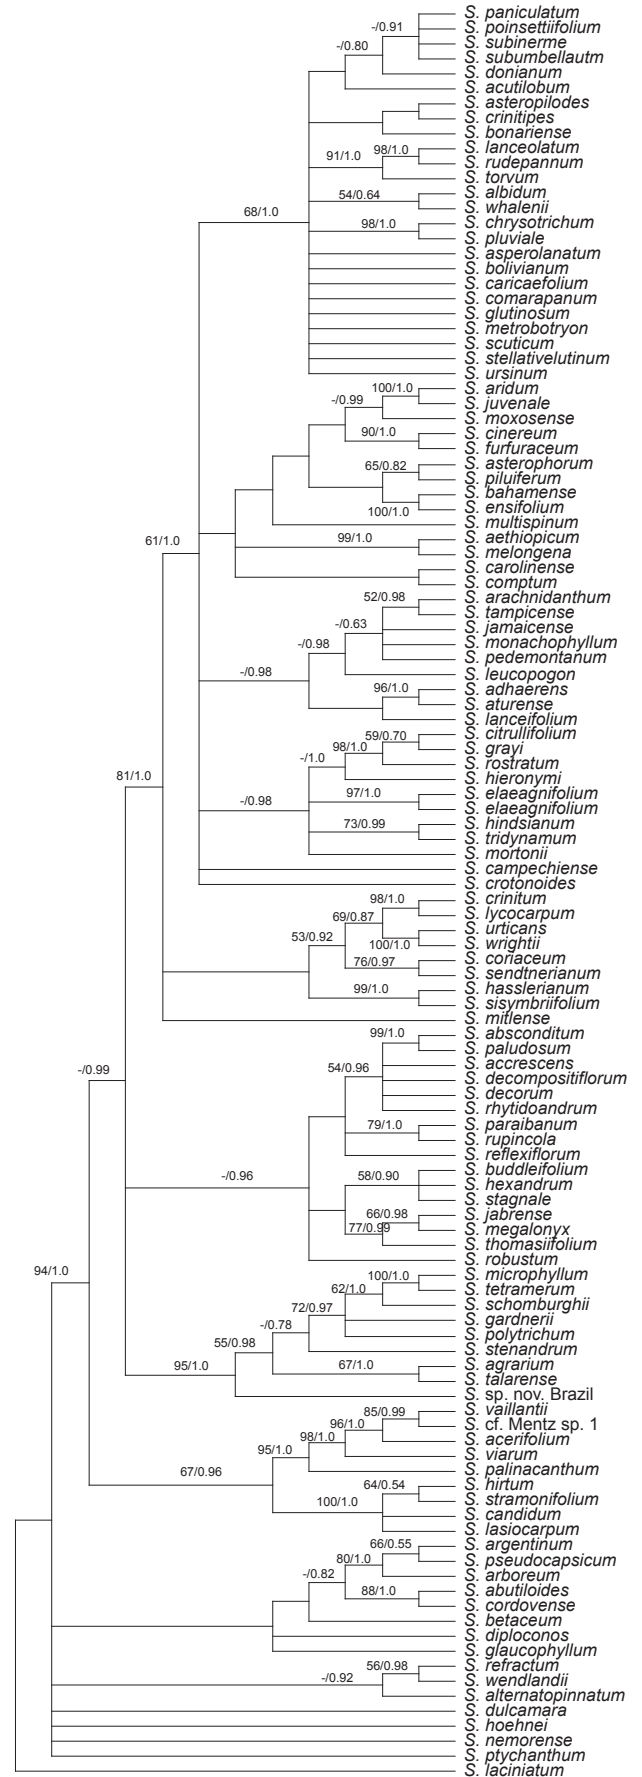 S. paniculatum
-/0.91
S. poinsettiifolium
S. subinerme
-/0.80
S. subumbellautm
S. donianum
S. acutilobum
S. asteropilodes
S. crinitipes
S. bonariense
S. lanceolatum
91/1.0
98/1.0
S. rudepannum
S. torvum
S. albidum
54/0.64
S. whalenii
68/1.0
S. chrysotrichum
98/1.0
S. pluviale
S. asperolanatum
S. bolivianum
S. caricaefolium
S. comarapanum
S. glutinosum
S. metrobotryon
S. scuticum
S. stellativelutinum
S. ursinum
100/1.0
S. aridum
-/0.99
S. juvenale
S. moxosense
90/1.0
S. cinereum
S. furfuraceum
65/0.82
S. asterophorum
S. piluiferum
S. bahamense
S. ensifolium
100/1.0
S. multispinum
61/1.0
99/1.0
S. aethiopicum
S. melongena
S. carolinense
S. comptum
52/0.98
S. arachnidanthum
S. tampicense
-/0.63
S. jamaicense
-/0.98
S. monachophyllum
S. pedemontanum
-/0.98
S. leucopogon
96/1.0
S. adhaerens
S. aturense
S. lanceifolium
59/0.70
S. citrullifolium
98/1.0
S. grayi
-/1.0
S. rostratum
81/1.0
S. hieronymi
-/0.98
97/1.0
S. elaeagnifolium
S. elaeagnifolium
73/0.99
S. hindsianum
S. tridynamum
S. mortonii
S. campechiense
S. crotonoides
98/1.0
S. crinitum
69/0.87
S. lycocarpum
53/0.92
S. urticans
100/1.0
S. wrightii
76/0.97
S. coriaceum
S. sendtnerianum
99/1.0
S. hasslerianum
S. sisymbriifolium
S. mitlense
99/1.0
S. absconditum
S. paludosum
-/0.99
54/0.96
S. accrescens
S. decompositiflorum
S. decorum
S. rhytidoandrum
79/1.0
S. paraibanum
S. rupincola
S. reflexiflorum
-/0.96
58/0.90
S. buddleifolium
S. hexandrum
S. stagnale
66/0.98
S. jabrense
77/0.99
S. megalonyx
S. thomasiifolium
S. robustum
94/1.0
100/1.0
S. microphyllum
62/1.0
S. tetramerum
72/0.97
S. schomburghii
-/0.78
S. gardnerii
55/0.98
S. polytrichum
S. stenandrum
95/1.0
67/1.0
S. agrarium
S. talarense
S. sp. nov. Brazil
85/0.99
S. vaillantii
96/1.0
S. cf. Mentz sp. 1
98/1.0
S. acerifolium
95/1.0
S. viarum
67/0.96
S. palinacanthum
64/0.54
S. hirtum
100/1.0
S. stramonifolium
S. candidum
S. lasiocarpum
66/0.55
S. argentinum
80/1.0
S. pseudocapsicum
-/0.82
S. arboreum
88/1.0
S. abutiloides
S. cordovense
S. betaceum
S. diploconos
S. glaucophyllum
56/0.98
S. refractum
-/0.92
S. wendlandii
S. alternatopinnatum
S. dulcamara
S. hoehnei
S. nemorense
S. ptychanthum
S. laciniatum